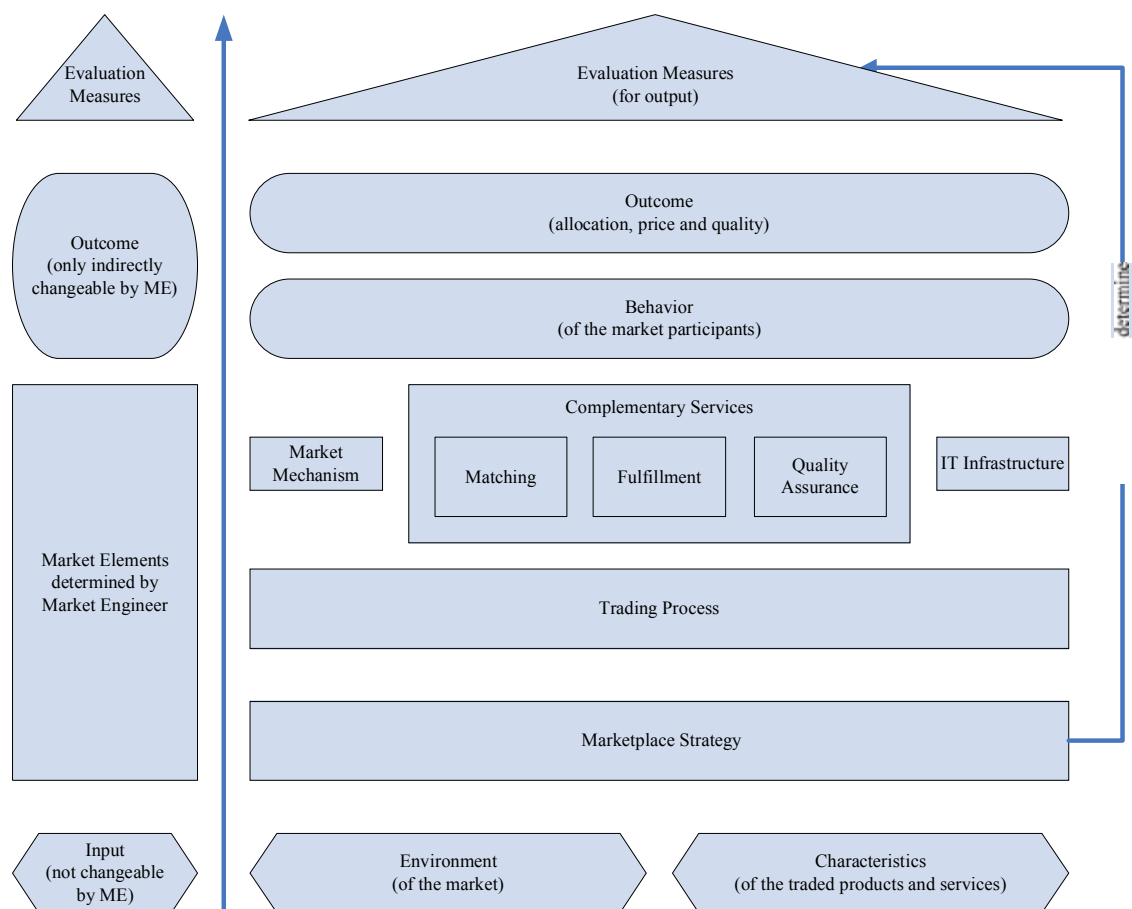 Evaluation
Measures
Evaluation Measures
(for output)
Outcome
(only indirectly
changeable by ME)
Outcome
(allocation, price and quality)
Behavior
(of the market participants)
determine
Market Elements
determined by
Market Engineer
Complementary Services
Market
Mechanism
Matching
Fulfillment
Quality
Assurance
IT Infrastructure
Trading Process
Marketplace Strategy
Input
(not changeable
by ME)
Environment
(of the market)
Characteristics
(of the traded products and services)